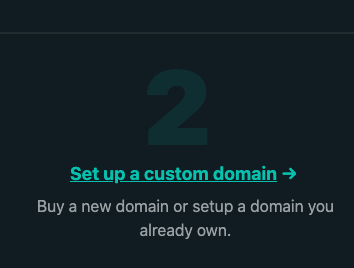 2
Set up a custom domain →
Buy a new domain or setup a domain you
already own.